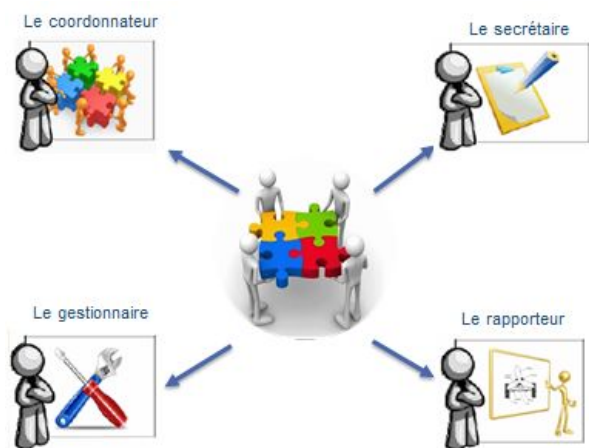 Le coordonnateur
Le secrétaire
Le gestionnaire
Le rapporteur